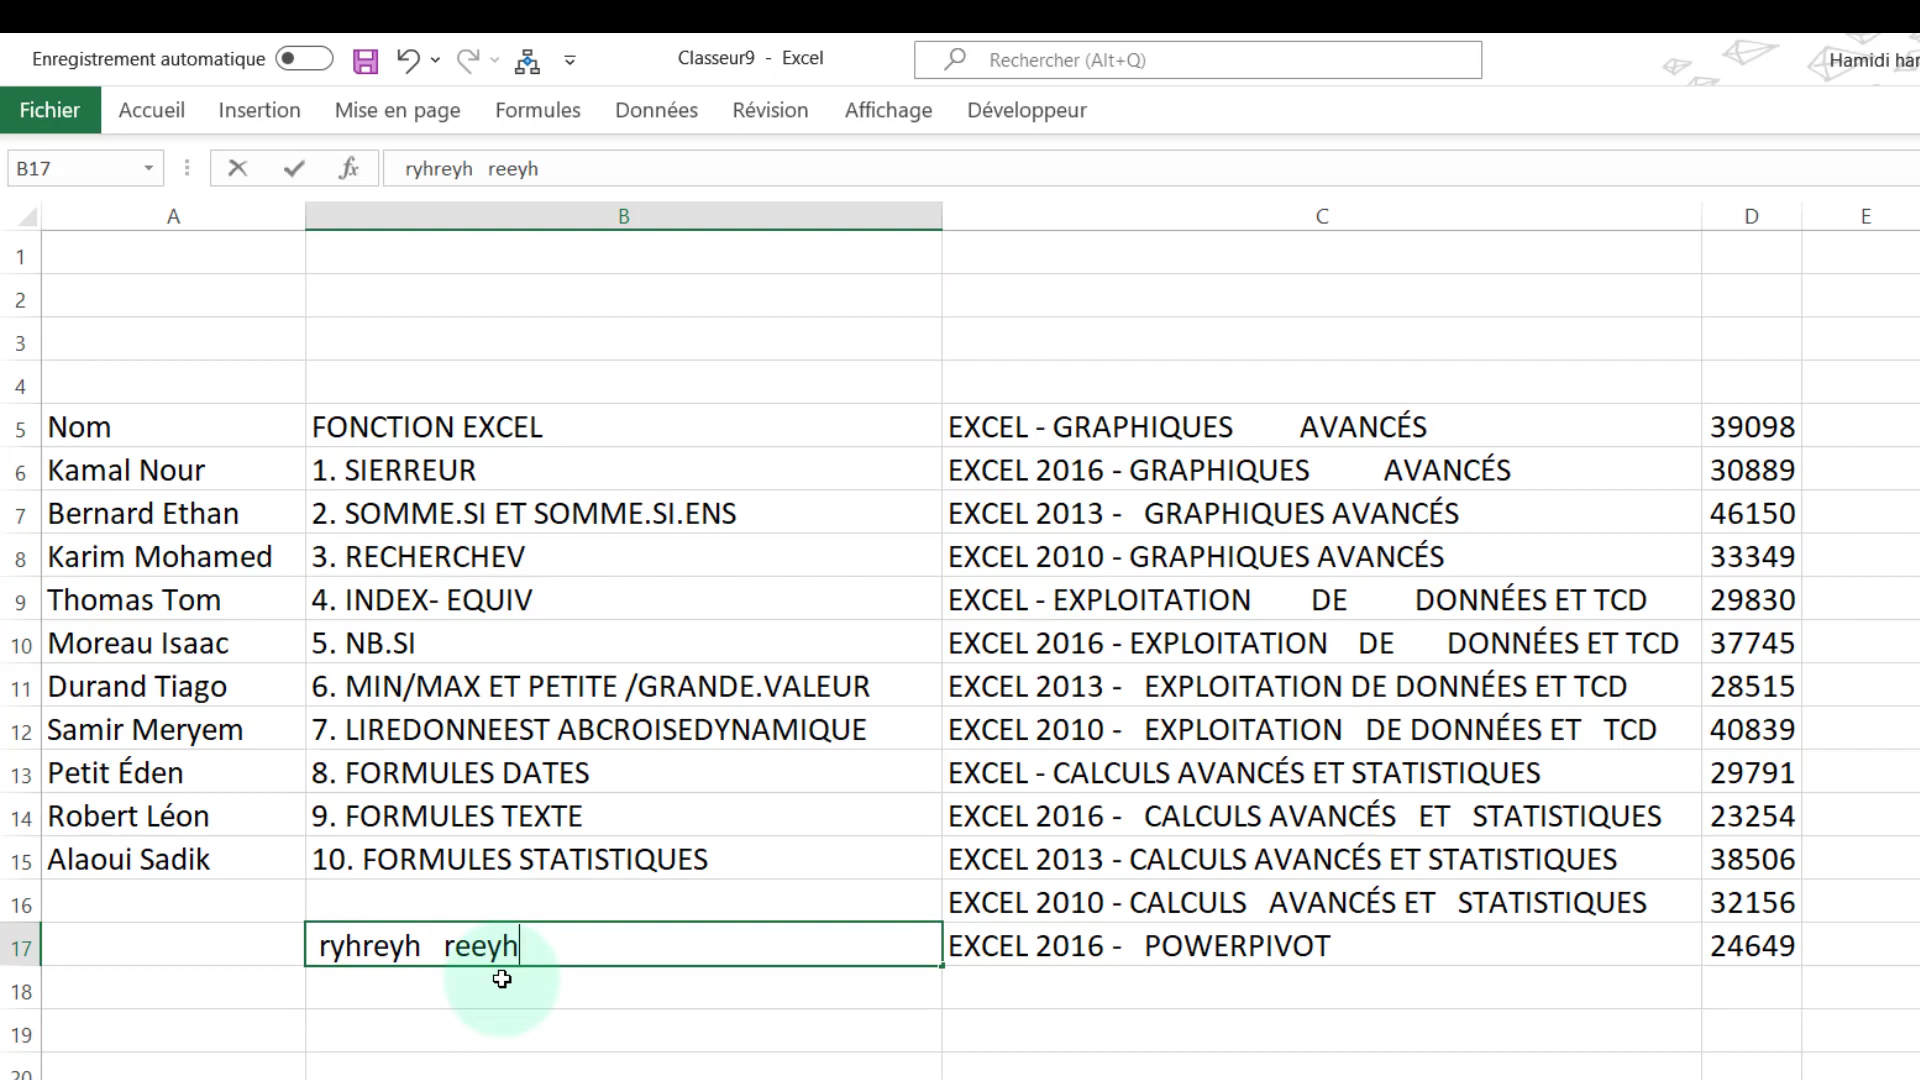 Enregistrement automatique Classeur9 - Excel Rechercher (Alt+Q) Hamidi
Fichier Accueil Insertion Mise en page Formules Données Révision Affichage Développeur
B17 fx ryhreyh reeyh
A B C D E
1
2
3
4
5 Nom FONCTION EXCEL EXCEL - GRAPHIQUES AVANCÉS 39098
6 Kamal Nour 1. SIERREUR EXCEL 2016 - GRAPHIQUES AVANCÉS 30889
7 Bernard Ethan 2. SOMME.SI ET SOMME.SI.ENS EXCEL 2013 - GRAPHIQUES AVANCÉS 46150
8 Karim Mohamed 3. RECHERCHEV EXCEL 2010 - GRAPHIQUES AVANCÉS 33349
9 Thomas Tom 4. INDEX- EQUIV EXCEL - EXPLOITATION DE DONNÉES ET TCD 29830
10 Moreau Isaac 5. NB.SI EXCEL 2016 - EXPLOITATION DE DONNÉES ET TCD 37745
11 Durand Tiago 6. MIN/MAX ET PETITE /GRANDE.VALEUR EXCEL 2013 - EXPLOITATION DE DONNÉES ET TCD 28515
12 Samir Meryem 7. LIREDONNEEST ABCROISEDYNAMIQUE EXCEL 2010 - EXPLOITATION DE DONNÉES ET TCD 40839
13 Petit Éden 8. FORMULES DATES EXCEL - CALCULS AVANCÉS ET STATISTIQUES 29791
14 Robert Léon 9. FORMULES TEXTE EXCEL 2016 - CALCULS AVANCÉS ET STATISTIQUES 23254
15 Alaoui Sadik 10. FORMULES STATISTIQUES EXCEL 2013 - CALCULS AVANCÉS ET STATISTIQUES 38506
16 EXCEL 2010 - CALCULS AVANCÉS ET STATISTIQUES 32156
17 ryhreyh reeyh EXCEL 2016 - POWERPIVOT 24649
18
19
20